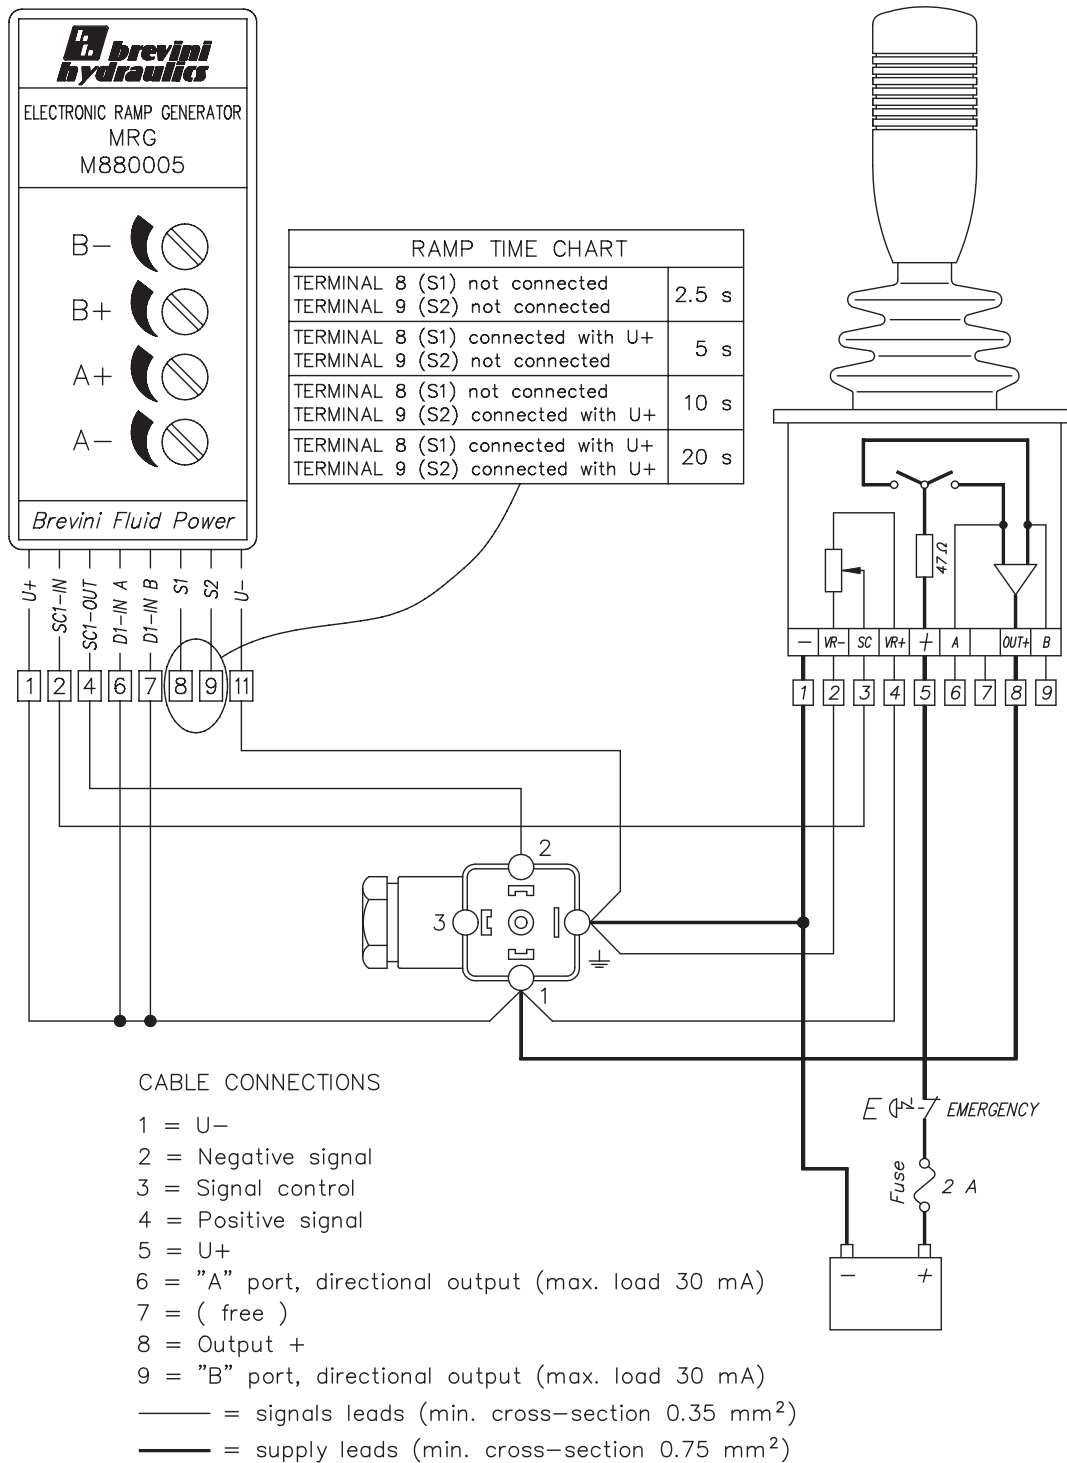 brevini
hydraulics
ELECTRONIC RAMP GENERATOR
MRG
M880005
B-
B+
A+
A-
Brevini Fluid Power
U+ SC1-IN SC1-OUT D1-IN A D1-IN B S1 S2 U-
1 2 4 6 7 8 9 11
RAMP TIME CHART
TERMINAL 8 (S1) not connected
TERMINAL 9 (S2) not connected
2.5 s
TERMINAL 8 (S1) connected with U+
TERMINAL 9 (S2) not connected
5 s
TERMINAL 8 (S1) not connected
TERMINAL 9 (S2) connected with U+
10 s
TERMINAL 8 (S1) connected with U+
TERMINAL 9 (S2) connected with U+
20 s
47 Ω
- VR- SC VR+ + A OUT+ B
1 2 3 4 5 6 7 8 9
2
3
1
E EMERGENCY
Fuse 2 A
- +
CABLE CONNECTIONS
1 = U-
2 = Negative signal
3 = Signal control
4 = Positive signal
5 = U+
6 = "A" port, directional output (max. load 30 mA)
7 = ( free )
8 = Output +
9 = "B" port, directional output (max. load 30 mA)
= signals leads (min. cross-section 0.35 mm²)
= supply leads (min. cross-section 0.75 mm²)